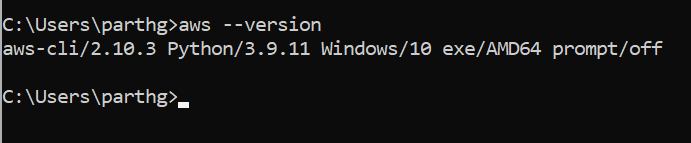 C:\Users\parthg>aws --version
aws-cli/2.10.3 Python/3.9.11 Windows/10 exe/AMD64 prompt/off
C:\Users\parthg>